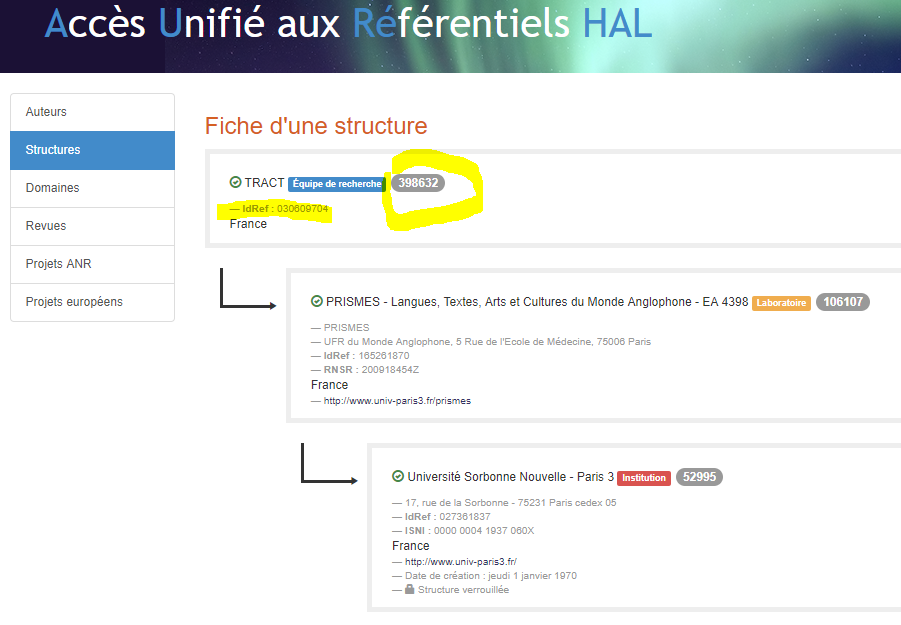 Accès Unifié aux Référentiels HAL
Auteurs
Structures
Domaines
Revues
Projets ANR
Projets européens
Fiche d'une structure
TRACT Équipe de recherche 398632
— IdRef : 030609704
France
PRISMES - Langues, Textes, Arts et Cultures du Monde Anglophone - EA 4398 Laboratoire 106107
— PRISMES
— UFR du Monde Anglophone, 5 Rue de l'Ecole de Médecine, 75006 Paris
— IdRef : 165261870
— RNSR : 200918454Z
France
— http://www.univ-paris3.fr/prismes
Université Sorbonne Nouvelle - Paris 3 Institution 52995
— 17, rue de la Sorbonne - 75231 Paris cedex 05
— IdRef : 027361837
— ISNI : 0000 0004 1937 060X
France
— http://www.univ-paris3.fr/
— Date de création : jeudi 1 janvier 1970
— Structure verrouillée